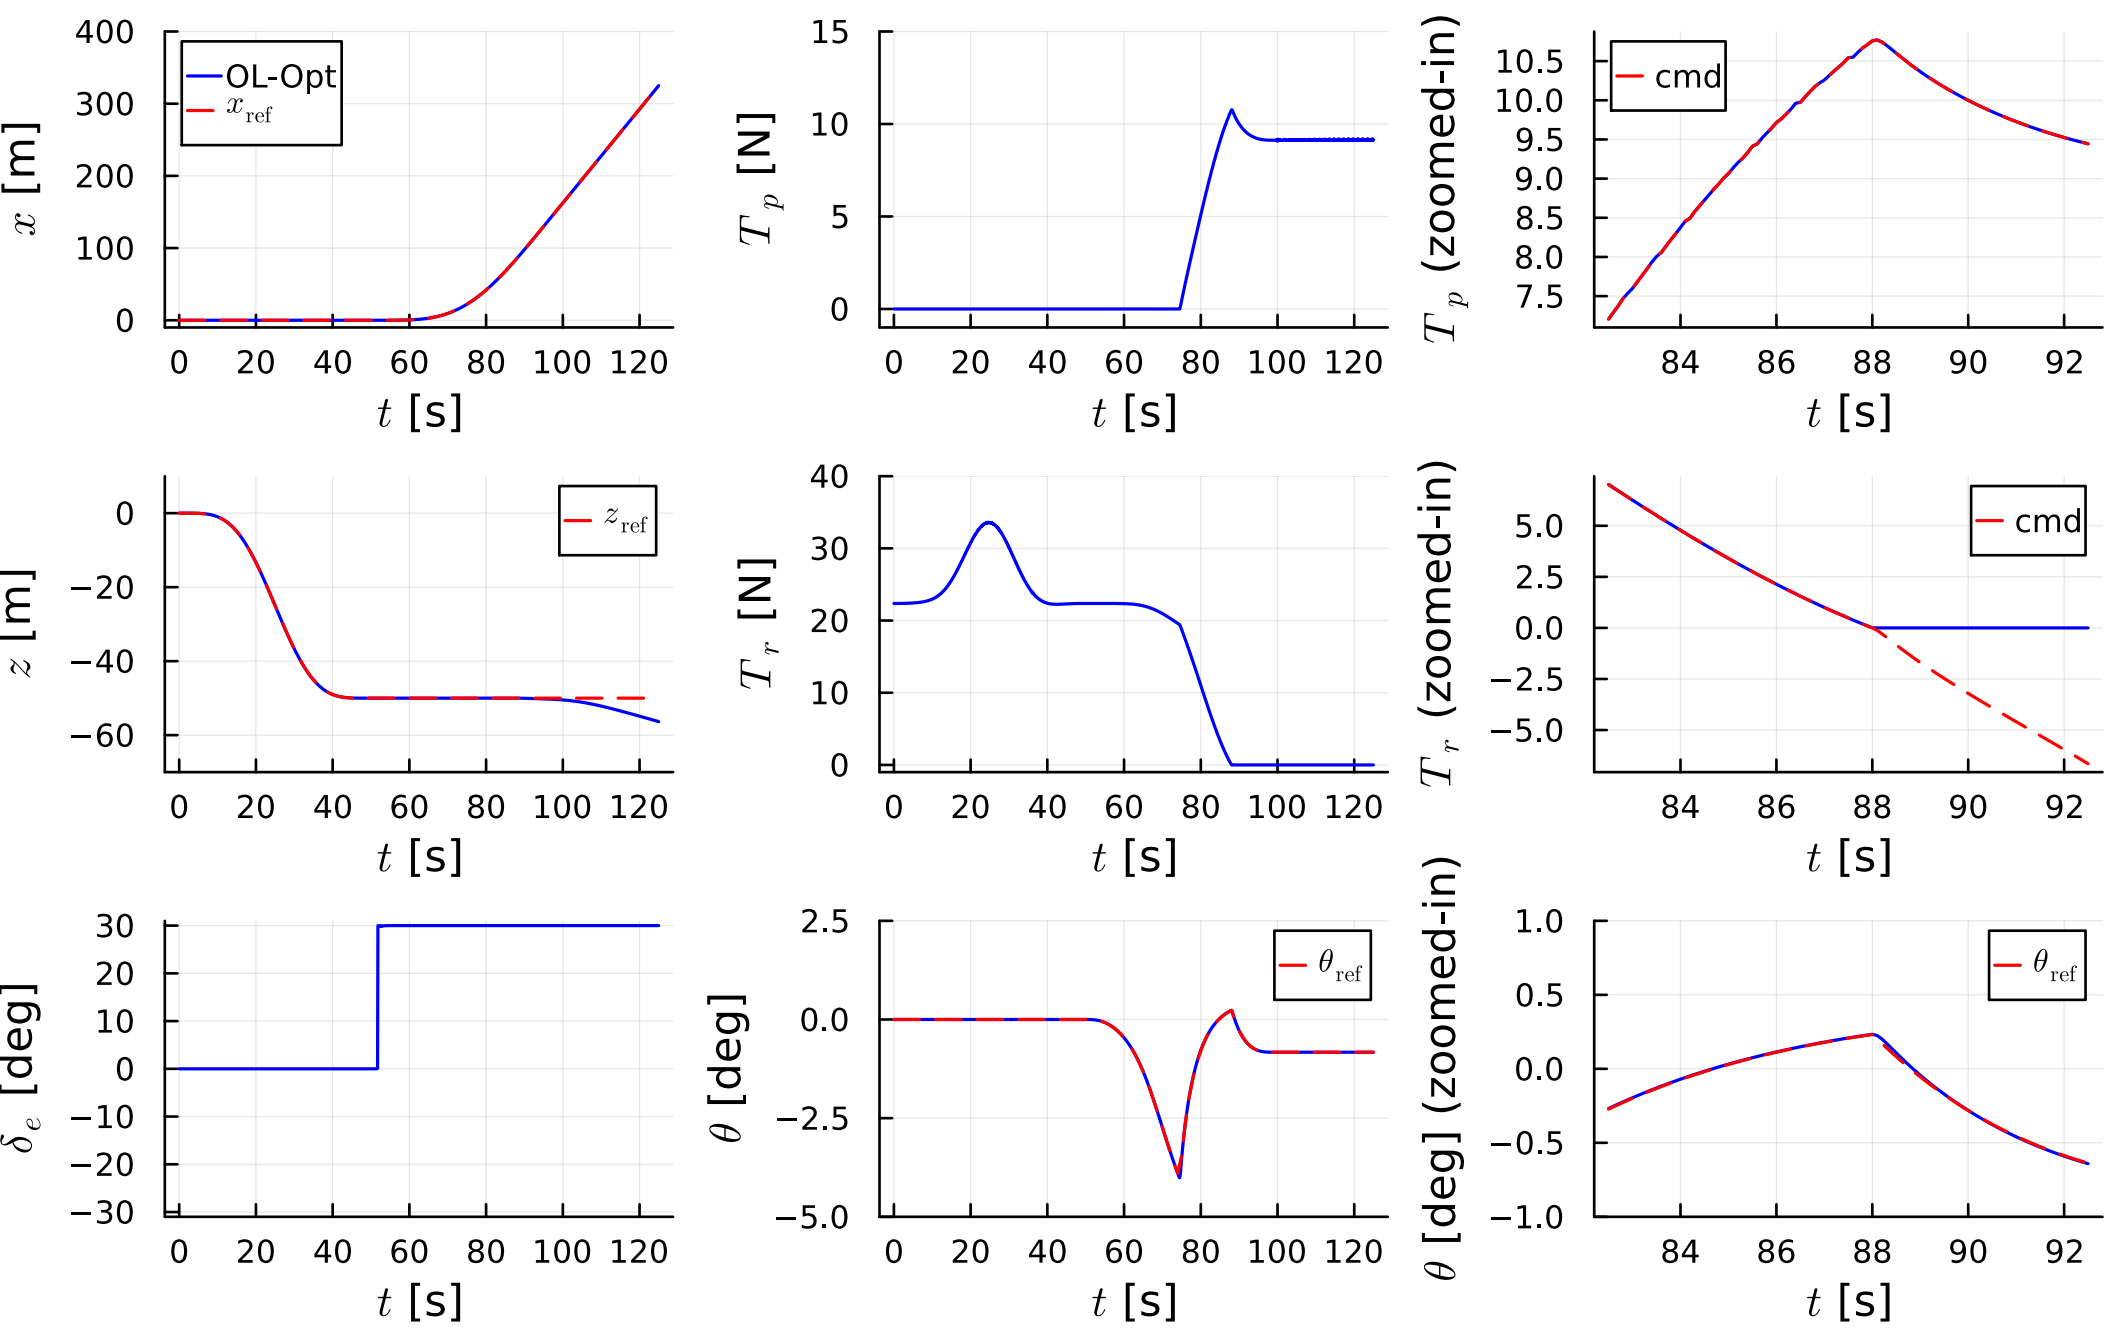 x [m]
400
300
200
100
0
OL-Opt
x_ref
0 20 40 60 80 100 120
t [s]
T_p [N]
15
10
5
0
0 20 40 60 80 100 120
t [s]
T_p (zoomed-in)
10.5
10.0
9.5
9.0
8.5
8.0
7.5
cmd
84 86 88 90 92
t [s]
z [m]
0
−20
−40
−60
z_ref
0 20 40 60 80 100 120
t [s]
T_r [N]
40
30
20
10
0
0 20 40 60 80 100 120
t [s]
T_r (zoomed-in)
5.0
2.5
0.0
−2.5
−5.0
cmd
84 86 88 90 92
t [s]
δ_e [deg]
30
20
10
0
−10
−20
−30
0 20 40 60 80 100 120
t [s]
θ [deg]
2.5
0.0
−2.5
−5.0
θ_ref
0 20 40 60 80 100 120
t [s]
θ [deg] (zoomed-in)
1.0
0.5
0.0
−0.5
−1.0
θ_ref
84 86 88 90 92
t [s]